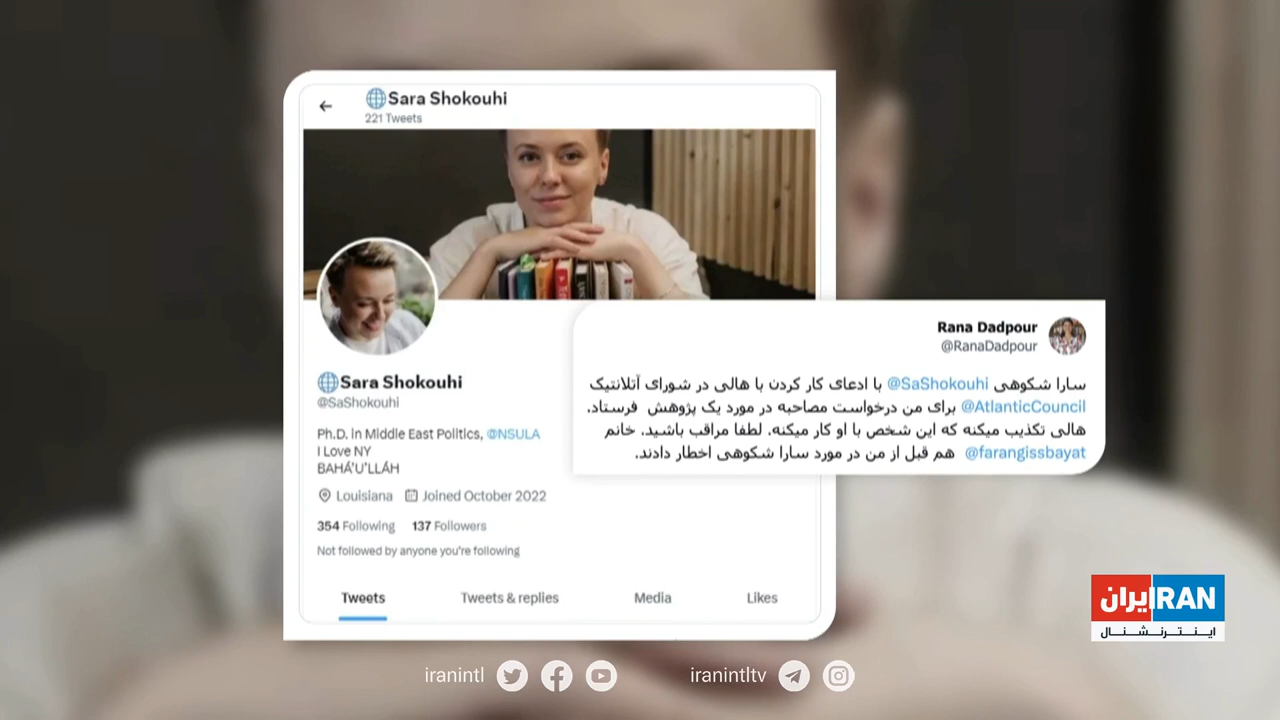 Sara Shokouhi
221 Tweets
Sara Shokouhi
@SaShokouhi
Ph.D. in Middle East Politics, @NSULA
I Love NY
BAHÁ’U’LLÁH
Louisiana Joined October 2022
354 Following 137 Followers
Not followed by anyone you’re following
Tweets Tweets & replies Media Likes
Rana Dadpour
@RanaDadpour
سارا شکوهی @SaShokouhi با ادعای کار کردن با هالی در شورای آتلانتیک
@AtlanticCouncil برای من درخواست مصاحبه در مورد یک پژوهش فرستاد.
هالی تکذیب میکنه که این شخص با او کار میکنه. لطفا مراقب باشید. خانم
@farangissbayat هم قبل از من در مورد سارا شکوهی اخطار دادند.
ایران IRAN
اینترنشنال
iranintl iranintltv